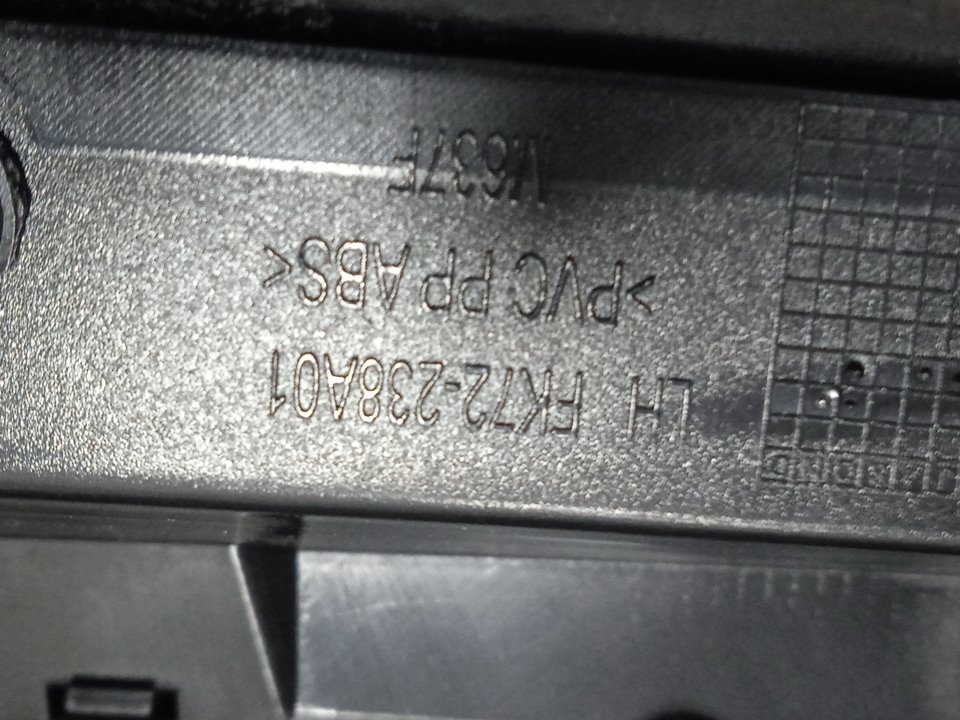 LH FK72-238A01
>PVC PP ABS<
M637F